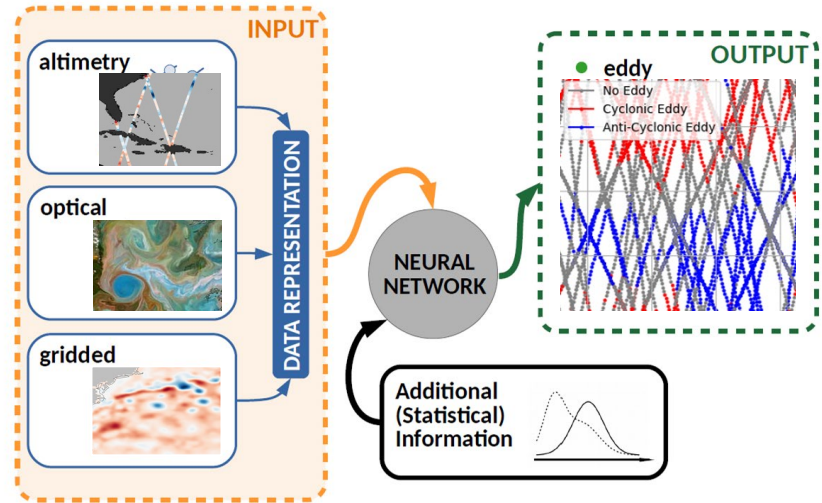 INPUT
altimetry
optical
gridded
DATA REPRESENTATION
NEURAL
NETWORK
Additional
(Statistical)
Information
OUTPUT
eddy
No Eddy
Cyclonic Eddy
Anti-Cyclonic Eddy